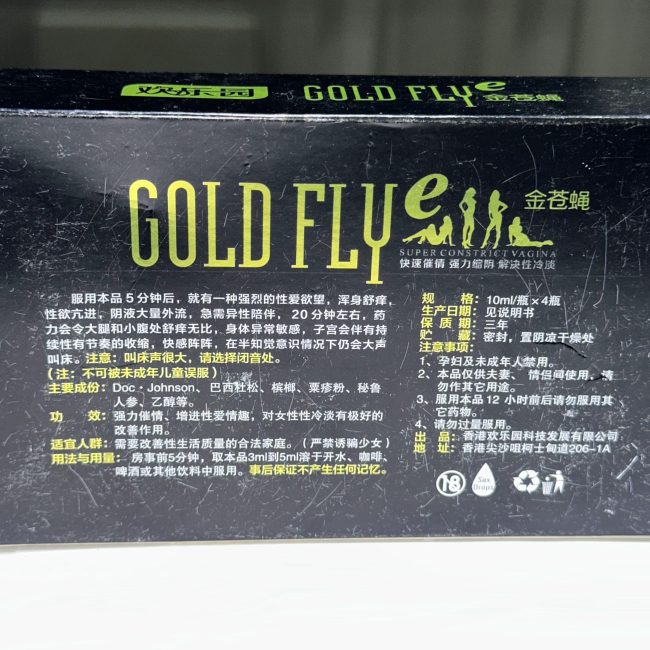 欢乐园 GOLD FLY e 金苍蝇
GOLD FLY e 金苍蝇
SUPER CONSTRICT VAGINA
快速催情 强力缩阴 解决性冷淡
服用本品5分钟后，就有一种强烈的性爱欲望，浑身舒痒，
性欲亢进，阴液大量外流，急需异性陪伴，20分钟左右，药
力会令大腿和小腹处舒痒无比，身体异常敏感，子宫会伴有持
续性有节奏的收缩，快感阵阵，在半知觉意识情况下仍会大声
叫床。注意：叫床声很大，请选择闭音处。
(注：不可被未成年儿童误服)
主要成份：Doc·Johnson、巴西杜松、槟榔、粟疹粉、秘鲁
人参、乙醇等。
功 效：强力催情、增进性爱情趣，对女性性冷淡有极好的
改善作用。
适宜人群：需要改善性生活质量的合法家庭。（严禁诱骗少女）
用法与用量：房事前5分钟，取本品3ml到5ml溶于开水、咖啡、
啤酒或其他饮料中服用。事后保证不产生任何记忆。
规 格：10ml/瓶×4瓶
生产日期：见说明书
保 质 期：三年
贮 藏：密封，置阴凉干燥处
注意事项：
1、孕妇及未成年人禁用。
2、本品仅供夫妻、情侣间使用，请
勿作其它用途。
3、服用本品12小时前后请勿服用其
它药物。
4、请勿过量服用。
出 品：香港欢乐园科技发展有限公司
地 址：香港尖沙咀柯士甸道206-1A
18
Sex drops